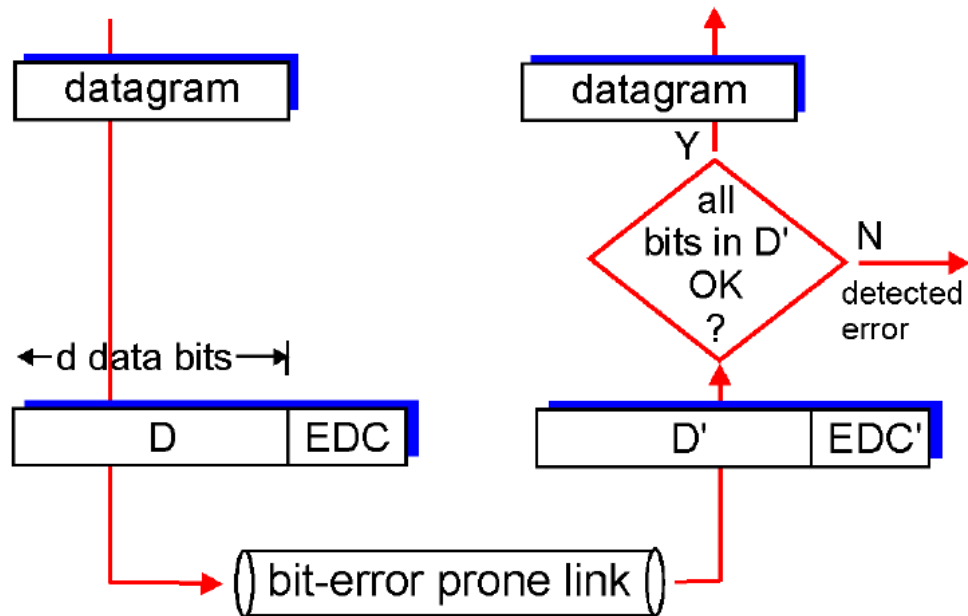 datagram
d data bits
D
EDC
bit-error prone link
datagram
Y
all
bits in D'
OK
?
N
detected
error
D'
EDC'